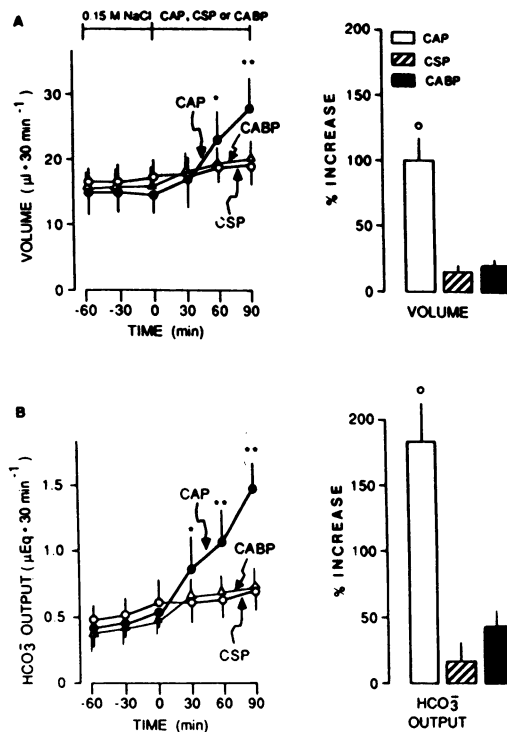 A
0.15 M NaCl CAP, CSP or CABP
VOLUME (µl · 30 min⁻¹)
30
20
10
0
* **
CAP
CABP
CSP
-60 -30 0 30 60 90
TIME (min)
% INCREASE
200
150
100
50
0
CAP
CSP
CABP
VOLUME
B
HCO₃⁻ OUTPUT (µEq · 30 min⁻¹)
1.5
1.0
0.5
0
* ** **
CAP
CABP
CSP
-60 -30 0 30 60 90
TIME (min)
% INCREASE
200
150
100
50
0
HCO₃⁻
OUTPUT